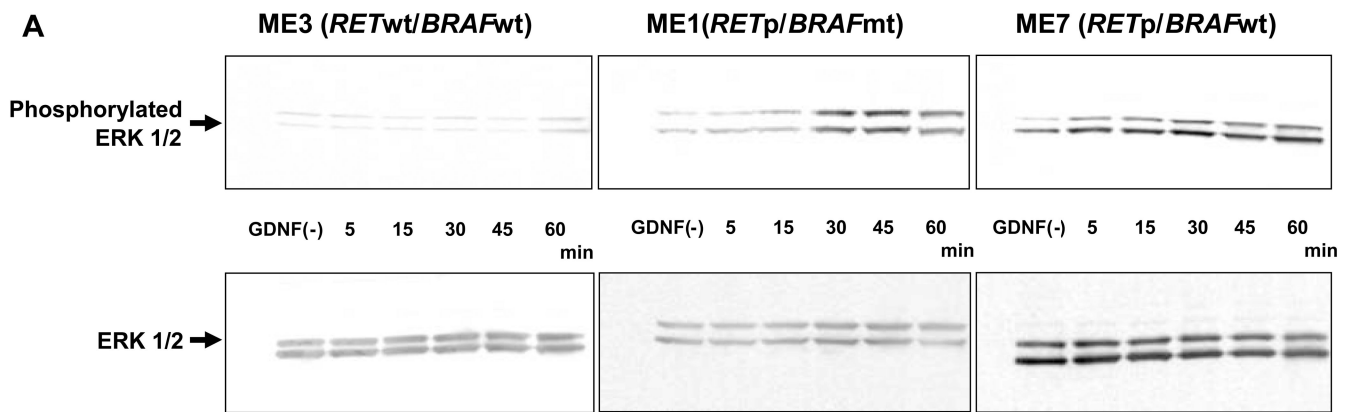 A
ME3 (RETwt/BRAFwt)
ME1(RETp/BRAFmt)
ME7 (RETp/BRAFwt)
Phosphorylated
ERK 1/2
GDNF(-) 5 15 30 45 60
min
GDNF(-) 5 15 30 45 60
min
GDNF(-) 5 15 30 45 60
min
ERK 1/2